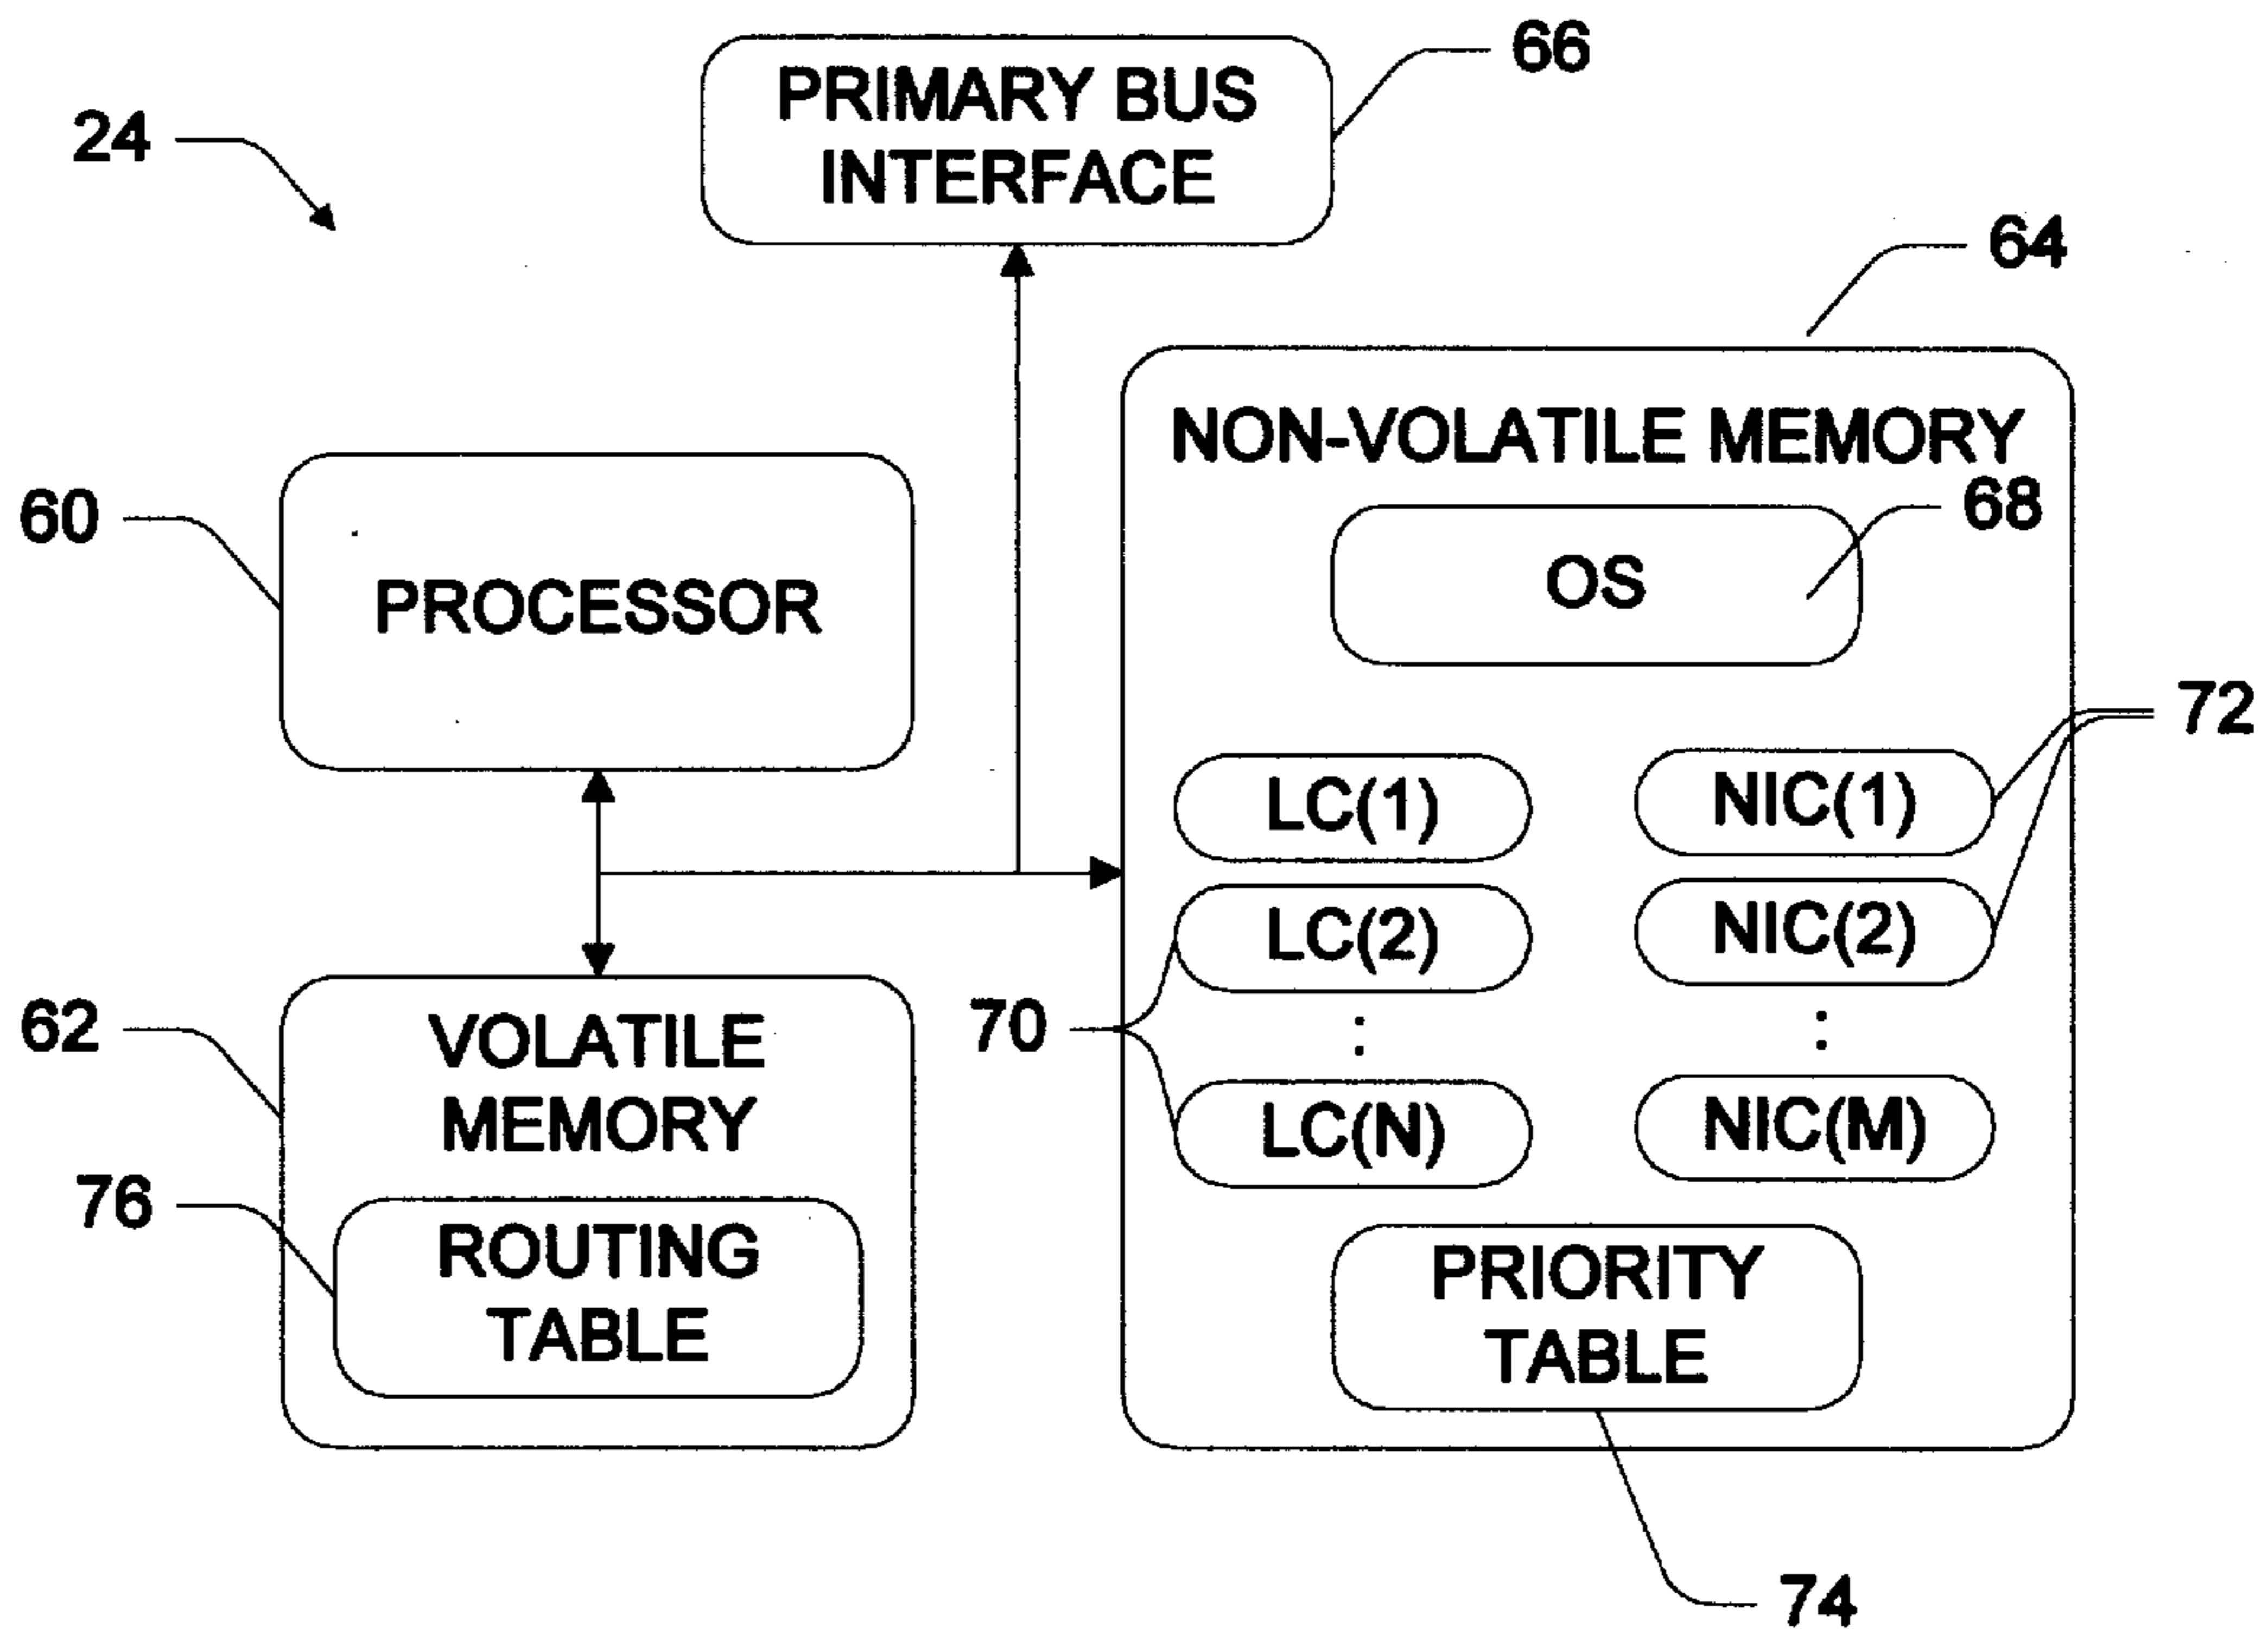 66
PRIMARY BUS
INTERFACE
24
64
NON-VOLATILE MEMORY
68
OS
60
PROCESSOR
72
LC(1)
NIC(1)
LC(2)
NIC(2)
70
:
:
LC(N)
NIC(M)
62
VOLATILE
MEMORY
76
ROUTING
TABLE
PRIORITY
TABLE
74